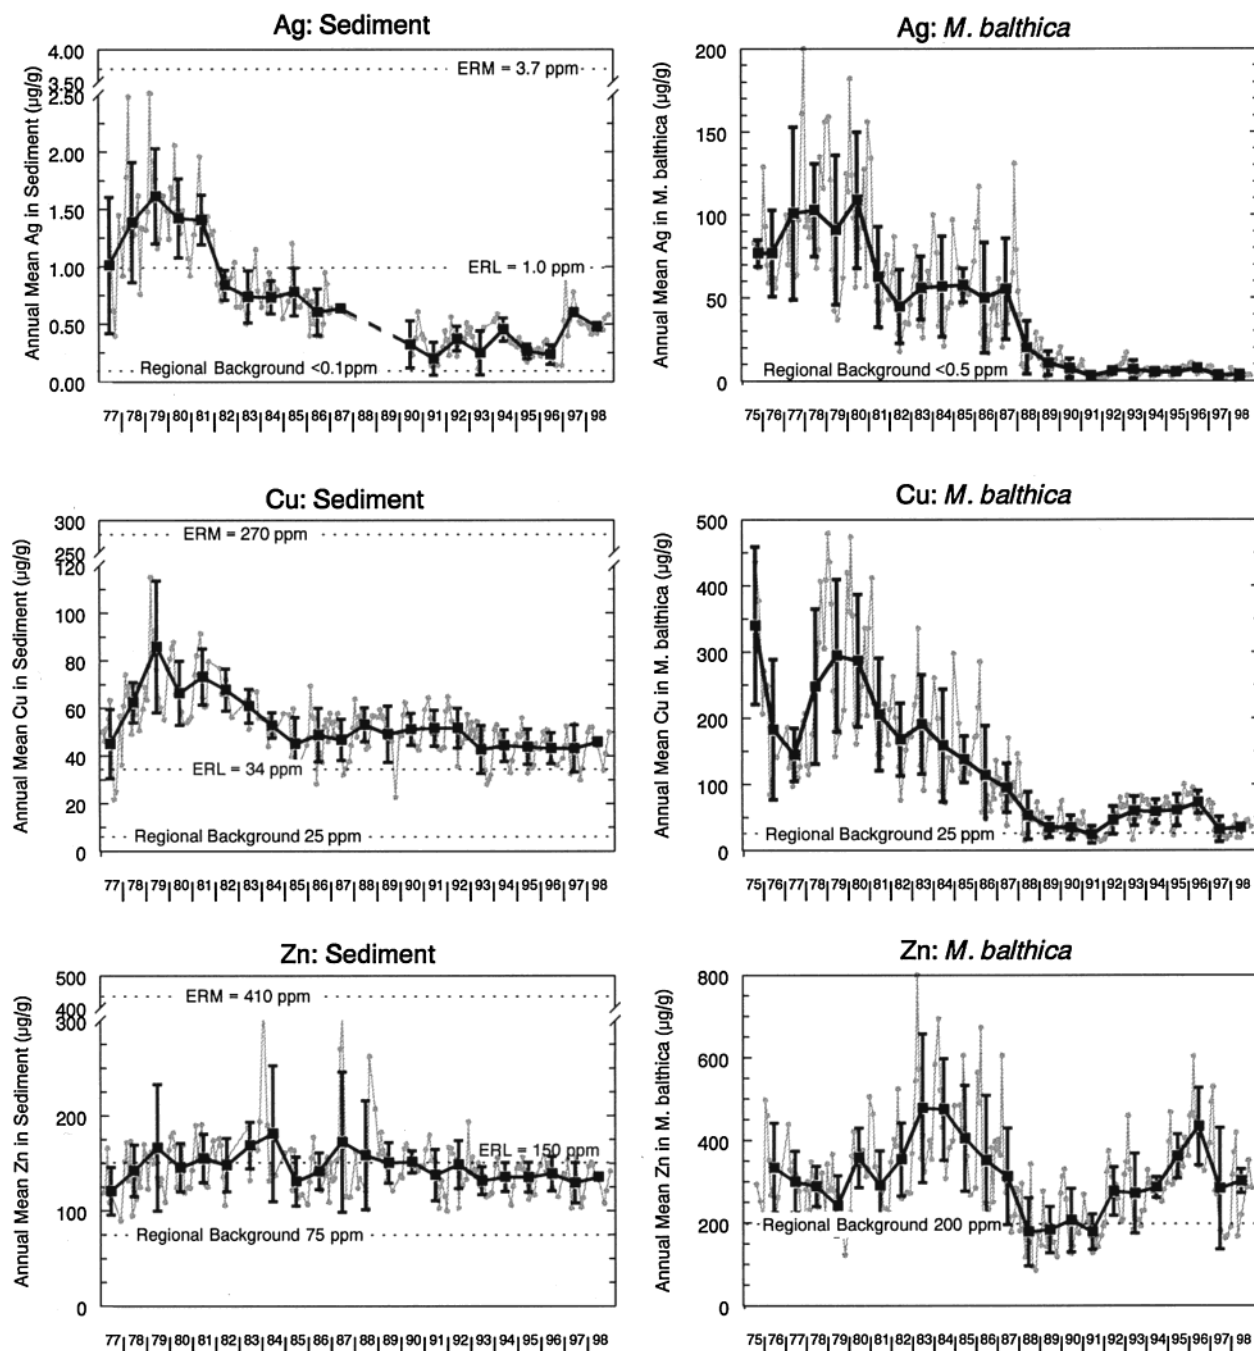 Ag: Sediment
Annual Mean Ag in Sediment (µg/g)
4.00
3.50
2.50
2.00
1.50
1.00
0.50
0.00
ERM = 3.7 ppm
ERL = 1.0 ppm
Regional Background <0.1ppm
77 78 79 80 81 82 83 84 85 86 87 88 89 90 91 92 93 94 95 96 97 98
Ag: M. balthica
Annual Mean Ag in M. balthica (µg/g)
200
150
100
50
0
Regional Background <0.5 ppm
75 76 77 78 79 80 81 82 83 84 85 86 87 88 89 90 91 92 93 94 95 96 97 98
Cu: Sediment
Annual Mean Cu in Sediment (µg/g)
300
250
120
100
80
60
40
20
0
ERM = 270 ppm
ERL = 34 ppm
Regional Background 25 ppm
77 78 79 80 81 82 83 84 85 86 87 88 89 90 91 92 93 94 95 96 97 98
Cu: M. balthica
Annual Mean Cu in M. balthica (µg/g)
500
400
300
200
100
0
Regional Background 25 ppm
75 76 77 78 79 80 81 82 83 84 85 86 87 88 89 90 91 92 93 94 95 96 97 98
Zn: Sediment
Annual Mean Zn in Sediment (µg/g)
500
400
300
200
150
100
0
ERM = 410 ppm
ERL = 150 ppm
Regional Background 75 ppm
77 78 79 80 81 82 83 84 85 86 87 88 89 90 91 92 93 94 95 96 97 98
Zn: M. balthica
Annual Mean Zn in M. balthica (µg/g)
800
600
400
200
0
Regional Background 200 ppm
75 76 77 78 79 80 81 82 83 84 85 86 87 88 89 90 91 92 93 94 95 96 97 98